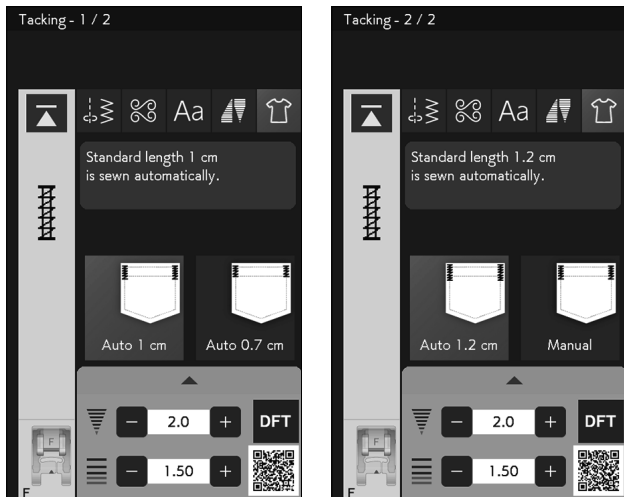 Tacking - 1 / 2
Aa
Standard length 1 cm
is sewn automatically.
Auto 1 cm
Auto 0.7 cm
- 2.0 + DFT
- 1.50 +
F
F
Tacking - 2 / 2
Aa
Standard length 1.2 cm
is sewn automatically.
Auto 1.2 cm
Manual
- 2.0 + DFT
- 1.50 +
F
F